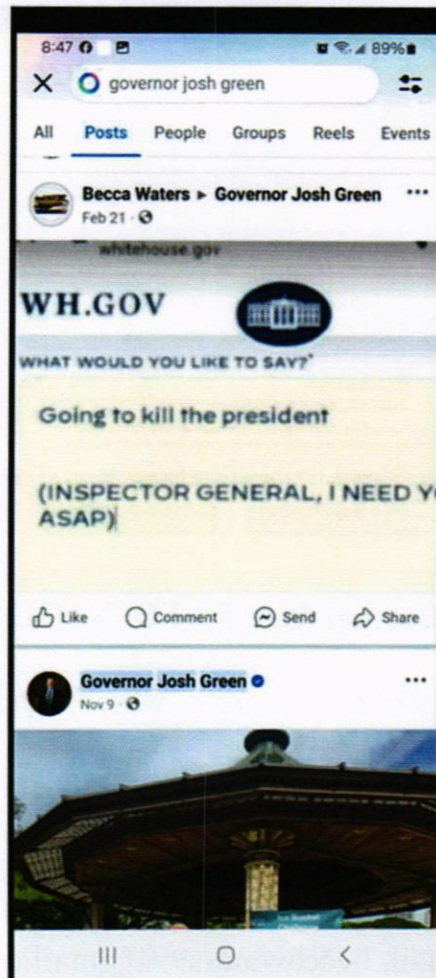 8:47
89%
governor josh green
All Posts People Groups Reels Events
Becca Waters ▸ Governor Josh Green
Feb 21 ·
whitehouse.gov
WH.GOV
WHAT WOULD YOU LIKE TO SAY?*
Going to kill the president
(INSPECTOR GENERAL, I NEED Y
ASAP)
Like Comment Send Share
Governor Josh Green
Nov 9 ·